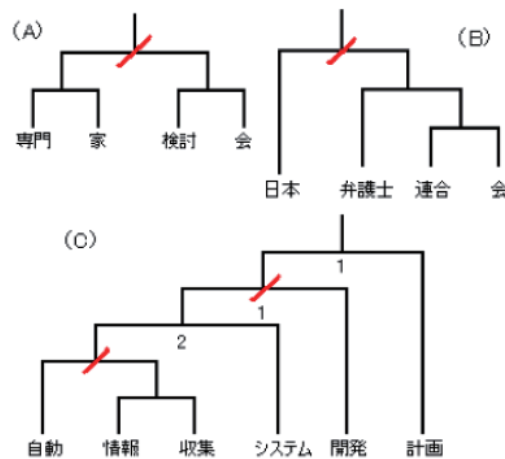 (A)
専門 家 検討 会
(B)
日本 弁護士 連合 会
(C)
1
1
2
自動 情報 収集 システム 開発 計画